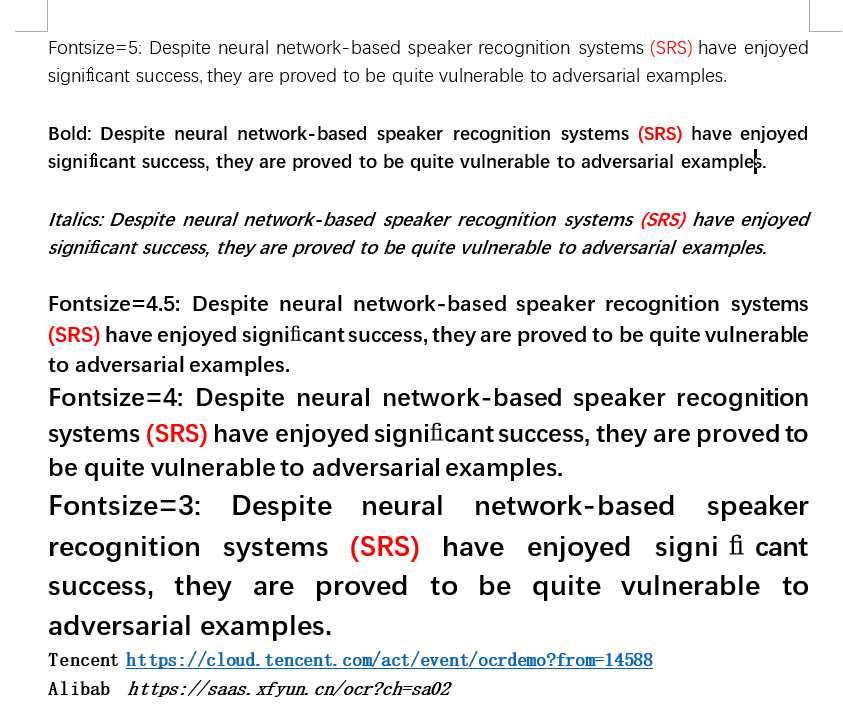 Fontsize=5: Despite neural network-based speaker recognition systems (SRS) have enjoyed
significant success, they are proved to be quite vulnerable to adversarial examples.
Bold: Despite neural network-based speaker recognition systems (SRS) have enjoyed
significant success, they are proved to be quite vulnerable to adversarial examples.
Italics: Despite neural network-based speaker recognition systems (SRS) have enjoyed
significant success, they are proved to be quite vulnerable to adversarial examples.
Fontsize=4.5: Despite neural network-based speaker recognition systems
(SRS) have enjoyed significant success, they are proved to be quite vulnerable
to adversarial examples.
Fontsize=4: Despite neural network-based speaker recognition
systems (SRS) have enjoyed significant success, they are proved to
be quite vulnerable to adversarial examples.
Fontsize=3: Despite neural network-based speaker
recognition systems (SRS) have enjoyed signi fi cant
success, they are proved to be quite vulnerable to
adversarial examples.
Tencent https://cloud.tencent.com/act/event/ocrdemo?from=14588
Alibab https://saas.xfyun.cn/ocr?ch=sa02